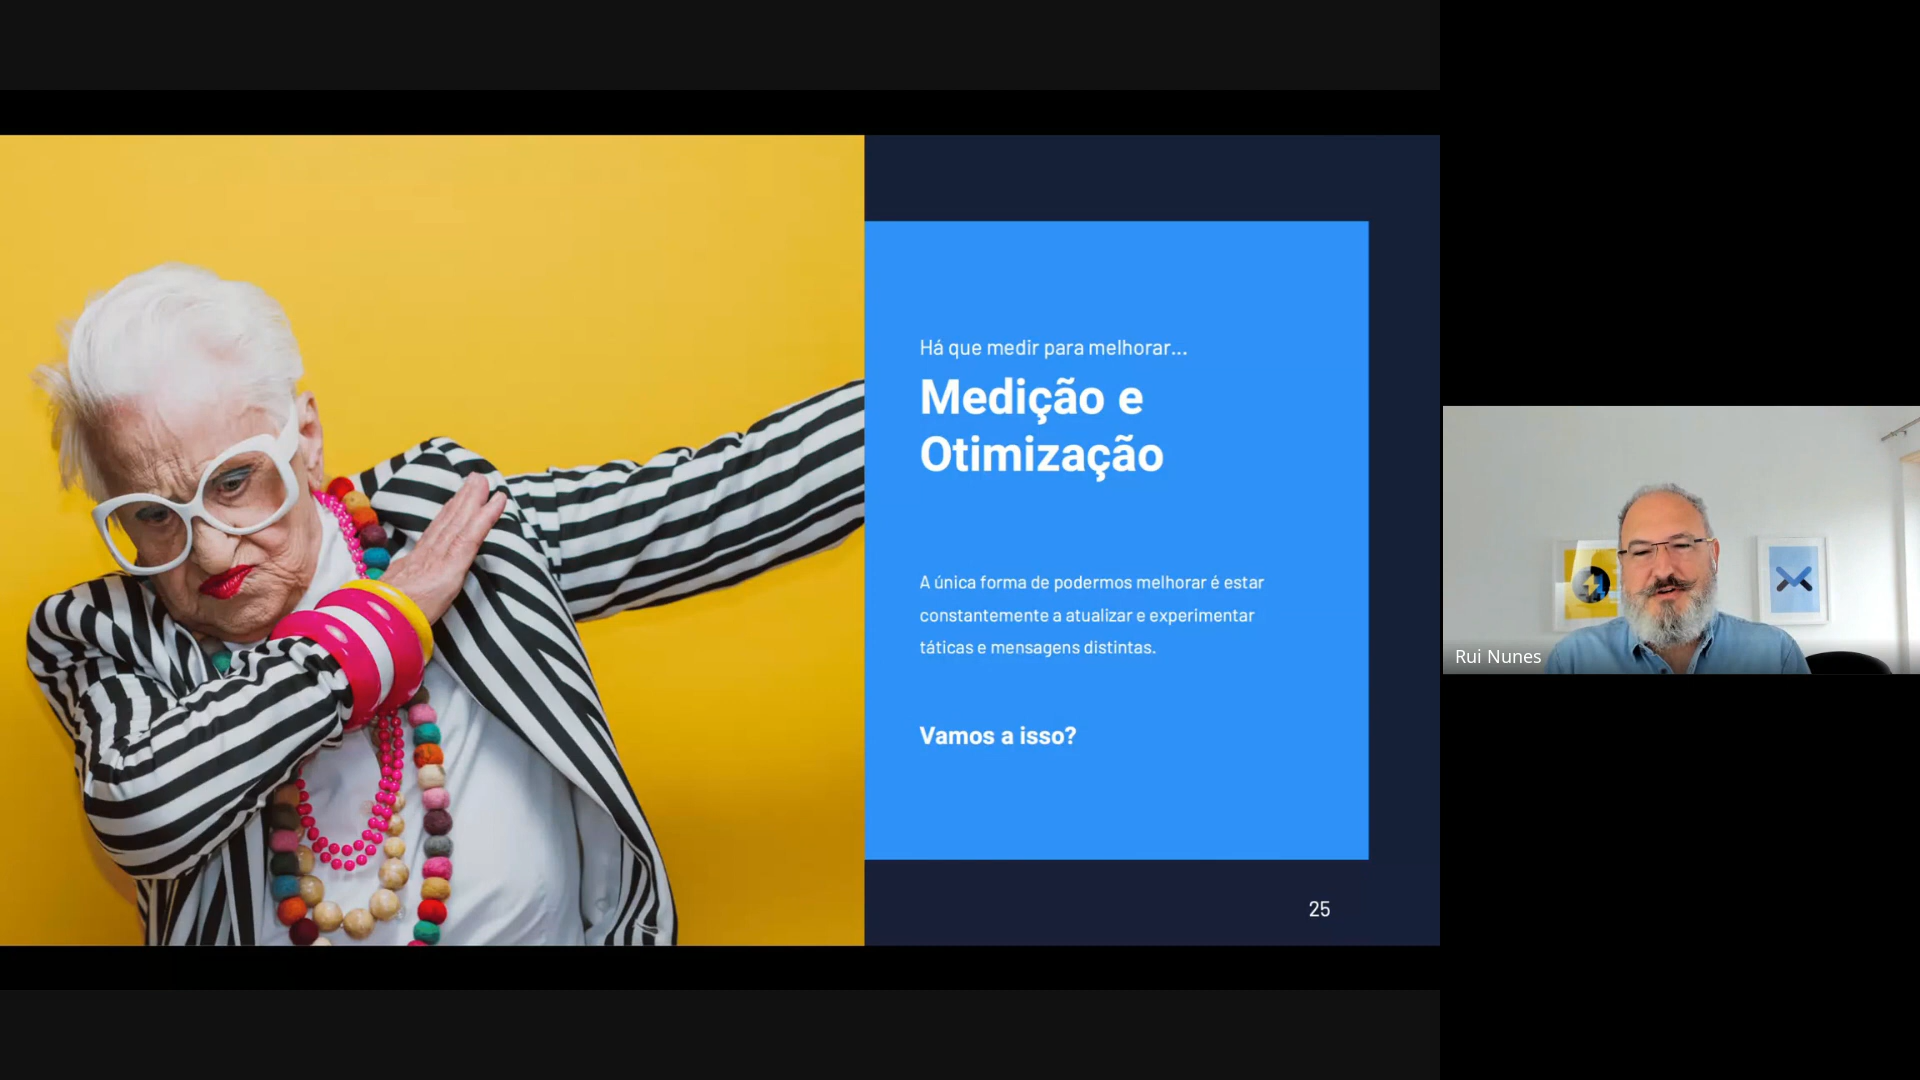 Há que medir para melhorar...
Medição e
Otimização
A única forma de podermos melhorar é estar
constantemente a atualizar e experimentar
táticas e mensagens distintas.
Vamos a isso?
25
Rui Nunes